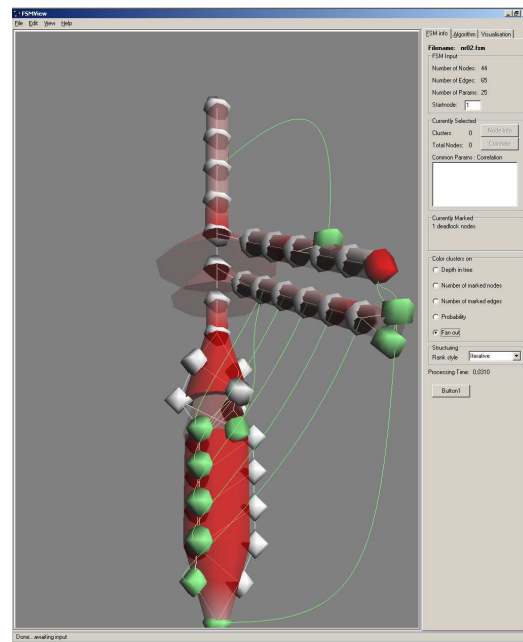 FSMView
File Edit View Help
FSM info Algorithm Visualisation
Filename: nr02.fsm
FSM Input
Number of Nodes: 44
Number of Edges: 65
Number of Params: 25
Startnode: 1
Currently Selected
Clusters 0 Node info
Total Nodes: 0 Correlate
Common Params : Correlation
Currently Marked
1 deadlock nodes
Color clusters on
Depth in tree
Number of marked nodes
Number of marked edges
Probability
Fan out
Structuring
Rank style Iterative
Processing Time: 0,0310
Button1
Done...awaiting input